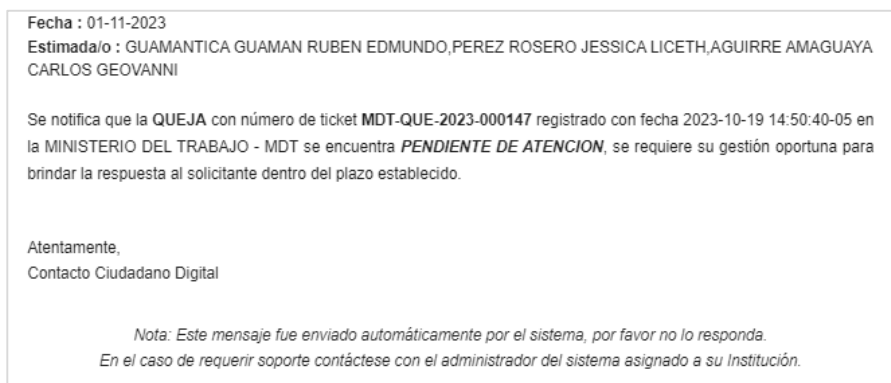 Fecha : 01-11-2023
Estimada/o : GUAMANTICA GUAMAN RUBEN EDMUNDO,PEREZ ROSERO JESSICA LICETH,AGUIRRE AMAGUAYA
CARLOS GEOVANNI
Se notifica que la QUEJA con número de ticket MDT-QUE-2023-000147 registrado con fecha 2023-10-19 14:50:40-05 en
la MINISTERIO DEL TRABAJO - MDT se encuentra PENDIENTE DE ATENCION, se requiere su gestión oportuna para
brindar la respuesta al solicitante dentro del plazo establecido.
Atentamente,
Contacto Ciudadano Digital
Nota: Este mensaje fue enviado automáticamente por el sistema, por favor no lo responda.
En el caso de requerir soporte contáctese con el administrador del sistema asignado a su Institución.